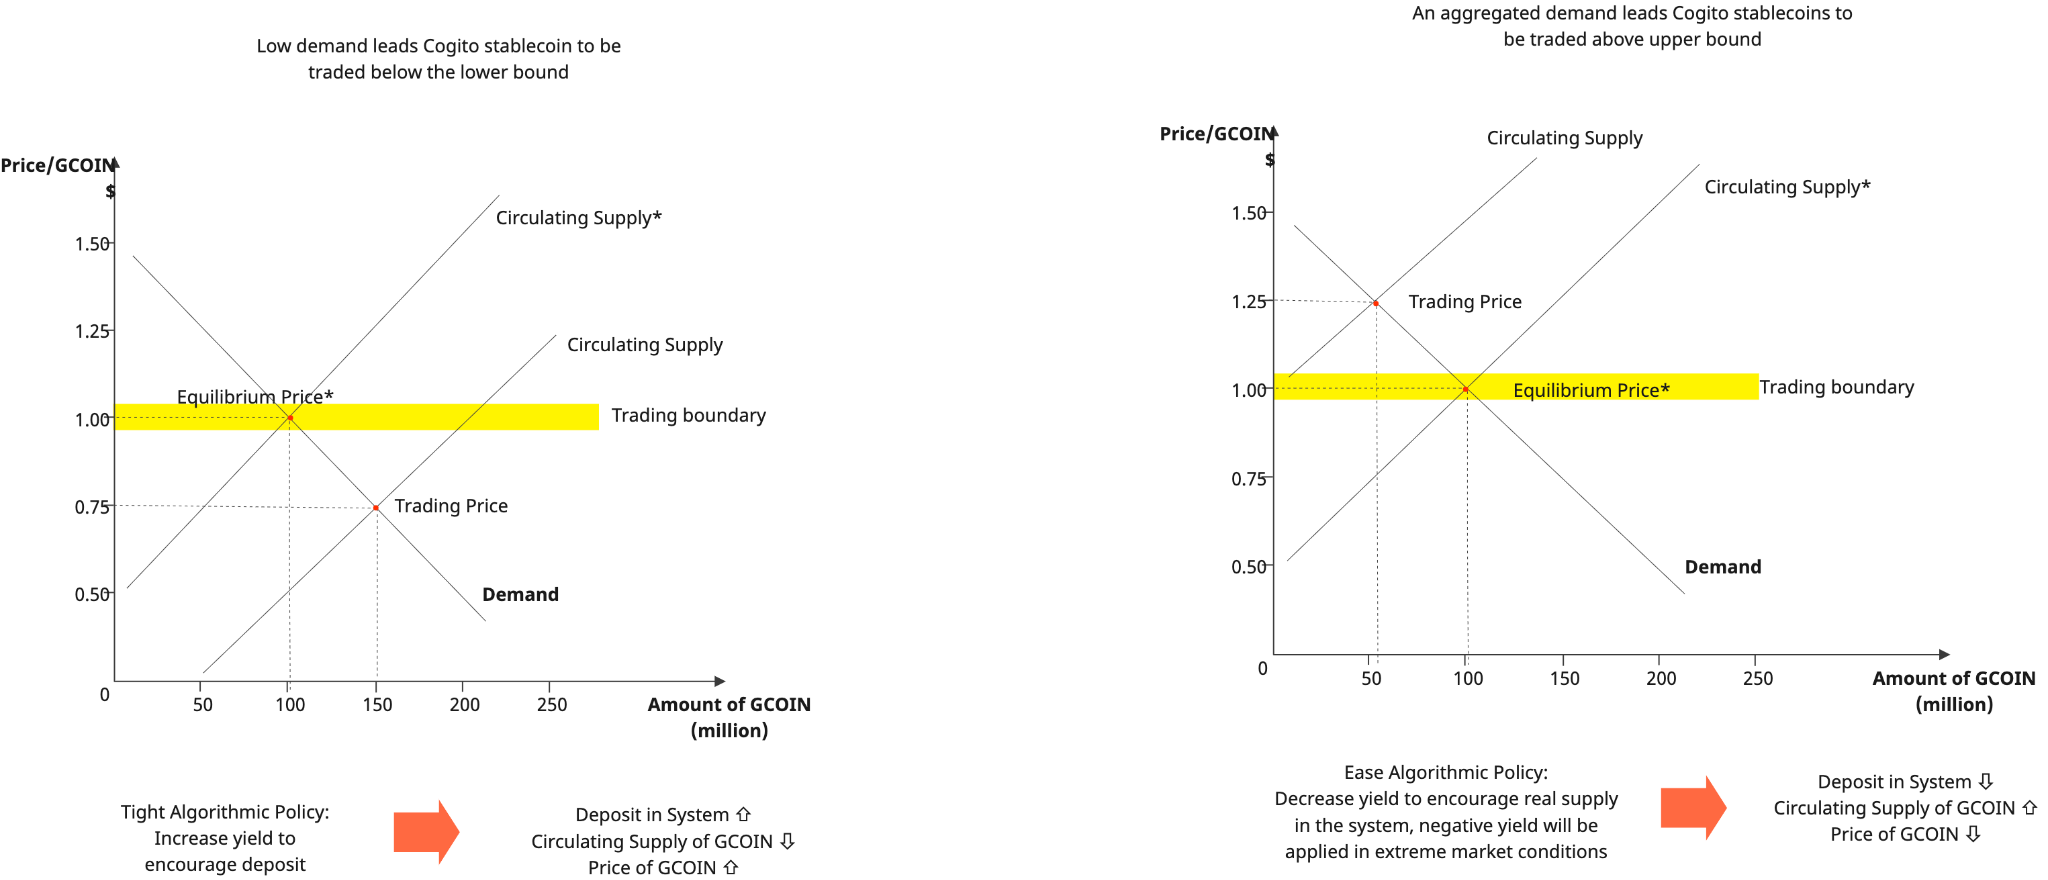 Low demand leads Cogito stablecoin to be
traded below the lower bound
Price/GCOIN
$
1.50
1.25
1.00
0.75
0.50
0
50
100
150
200
250
Circulating Supply*
Circulating Supply
Equilibrium Price*
Trading boundary
Trading Price
Demand
Amount of GCOIN
(million)
Tight Algorithmic Policy:
Increase yield to
encourage deposit
Deposit in System ⇧
Circulating Supply of GCOIN ⇩
Price of GCOIN ⇧
An aggregated demand leads Cogito stablecoins to
be traded above upper bound
Price/GCOIN
$
1.50
1.25
1.00
0.75
0.50
0
50
100
150
200
250
Circulating Supply
Circulating Supply*
Trading Price
Equilibrium Price*
Trading boundary
Demand
Amount of GCOIN
(million)
Ease Algorithmic Policy:
Decrease yield to encourage real supply
in the system, negative yield will be
applied in extreme market conditions
Deposit in System ⇩
Circulating Supply of GCOIN ⇧
Price of GCOIN ⇩